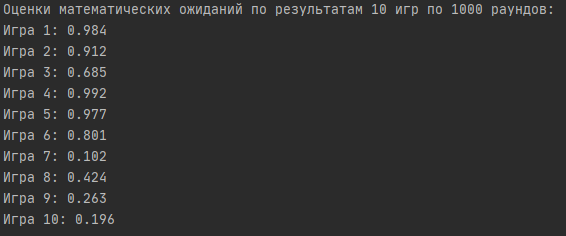 Оценки математических ожиданий по результатам 10 игр по 1000 раундов:
Игра 1: 0.984
Игра 2: 0.912
Игра 3: 0.685
Игра 4: 0.992
Игра 5: 0.977
Игра 6: 0.801
Игра 7: 0.102
Игра 8: 0.424
Игра 9: 0.263
Игра 10: 0.196